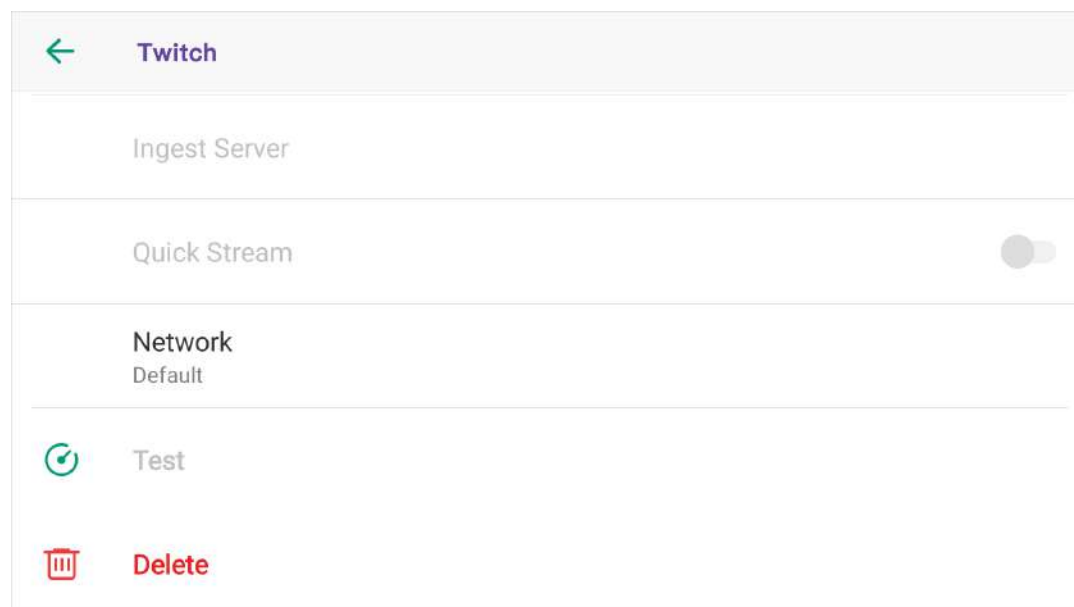 Twitch
Ingest Server
Quick Stream
Network
Default
Test
Delete